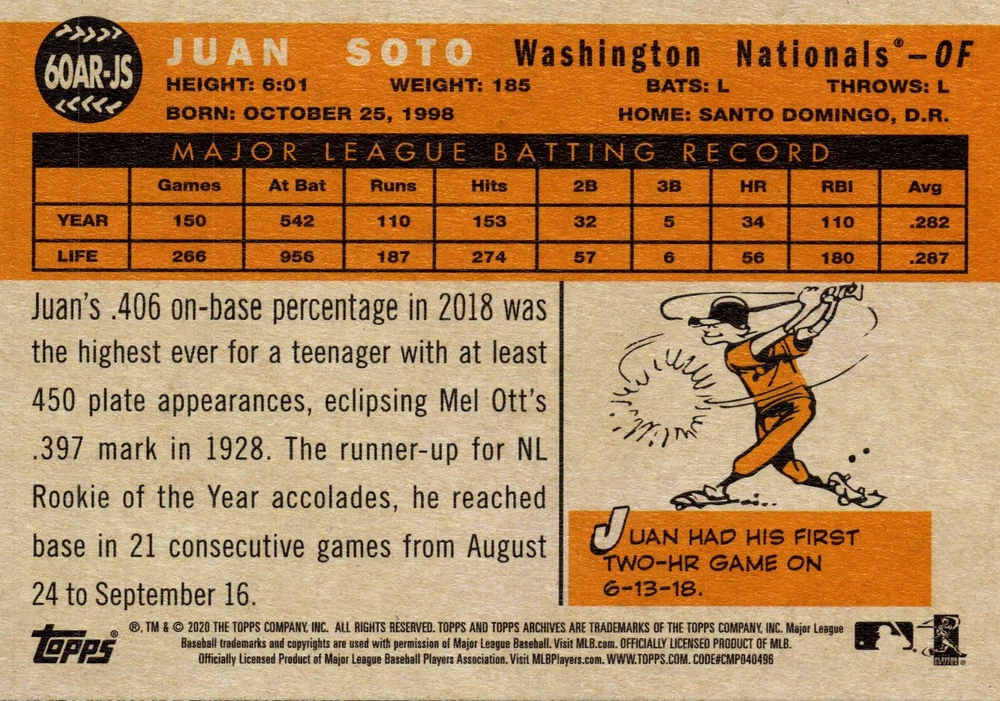 60AR-JS
JUAN SOTO Washington Nationals®–OF
HEIGHT: 6:01 WEIGHT: 185 BATS: L THROWS: L
BORN: OCTOBER 25, 1998 HOME: SANTO DOMINGO, D.R.
MAJOR LEAGUE BATTING RECORD
Games At Bat Runs Hits 2B 3B HR RBI Avg
YEAR 150 542 110 153 32 5 34 110 .282
LIFE 266 956 187 274 57 6 56 180 .287
Juan's .406 on-base percentage in 2018 was
the highest ever for a teenager with at least
450 plate appearances, eclipsing Mel Ott's
.397 mark in 1928. The runner-up for NL
Rookie of the Year accolades, he reached
base in 21 consecutive games from August
24 to September 16.
JUAN HAD HIS FIRST
TWO-HR GAME ON
6-13-18.
Topps®
®, TM & © 2020 THE TOPPS COMPANY, INC. ALL RIGHTS RESERVED. TOPPS AND TOPPS ARCHIVES ARE TRADEMARKS OF THE TOPPS COMPANY, INC. Major League
Baseball trademarks and copyrights are used with permission of Major League Baseball. Visit MLB.com. OFFICIALLY LICENSED PRODUCT OF MLB.
Officially Licensed Product of Major League Baseball Players Association. Visit MLBPlayers.com. WWW.TOPPS.COM. CODE#CMP040496
PLAYERS